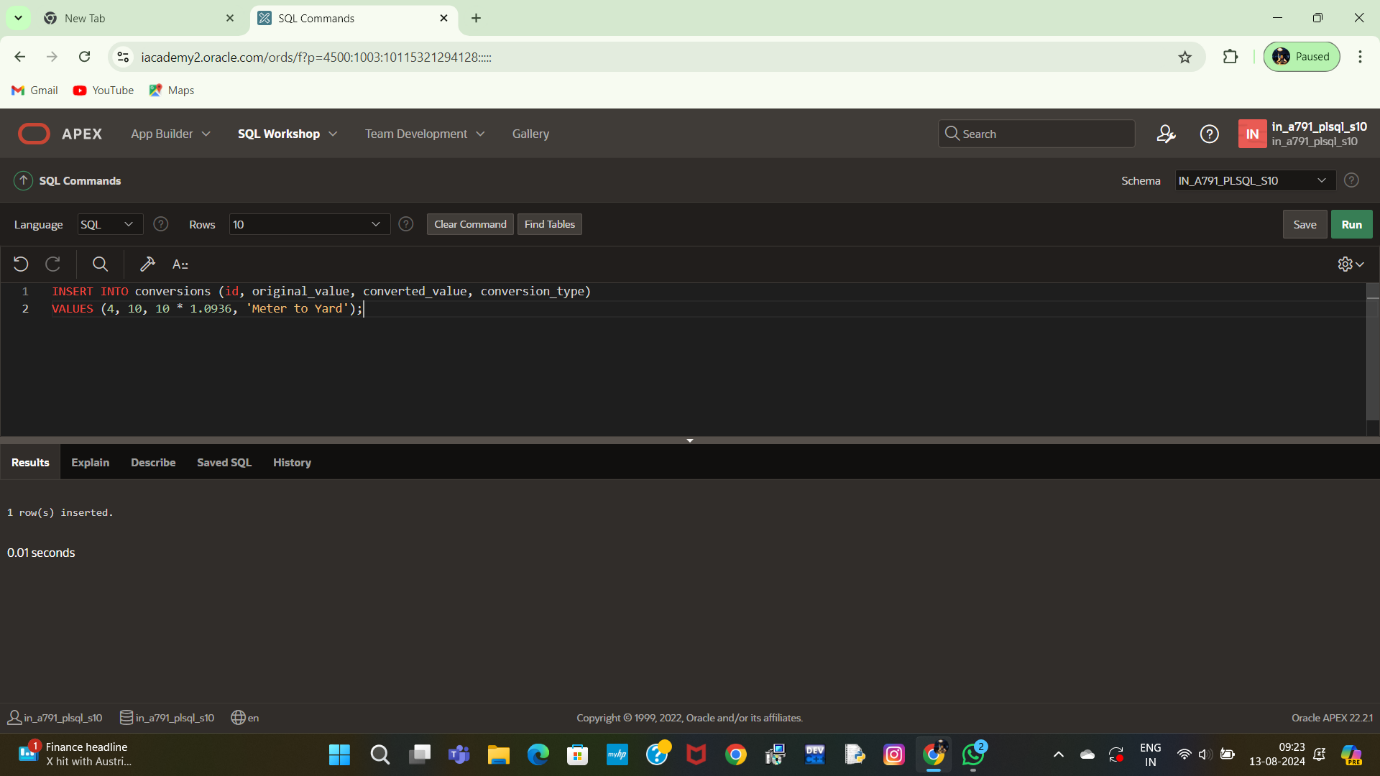 New Tab
SQL Commands
iacademy2.oracle.com/ords/f?p=4500:1003:10115321294128:::::
Paused
Gmail YouTube Maps
APEX App Builder SQL Workshop Team Development Gallery
Search
IN
in_a791_plsql_s10
in_a791_plsql_s10
SQL Commands
Schema IN_A791_PLSQL_S10
Language SQL Rows 10 Clear Command Find Tables Save Run
A::
1 INSERT INTO conversions (id, original_value, converted_value, conversion_type)
2 VALUES (4, 10, 10 * 1.0936, 'Meter to Yard');
Results Explain Describe Saved SQL History
1 row(s) inserted.
0.01 seconds
in_a791_plsql_s10 in_a791_plsql_s10 en Copyright © 1999, 2022, Oracle and/or its affiliates. Oracle APEX 22.2.1
1
Finance headline
X hit with Austri...
myhp
DEV
2
ENG
IN
09:23
13-08-2024
PRE